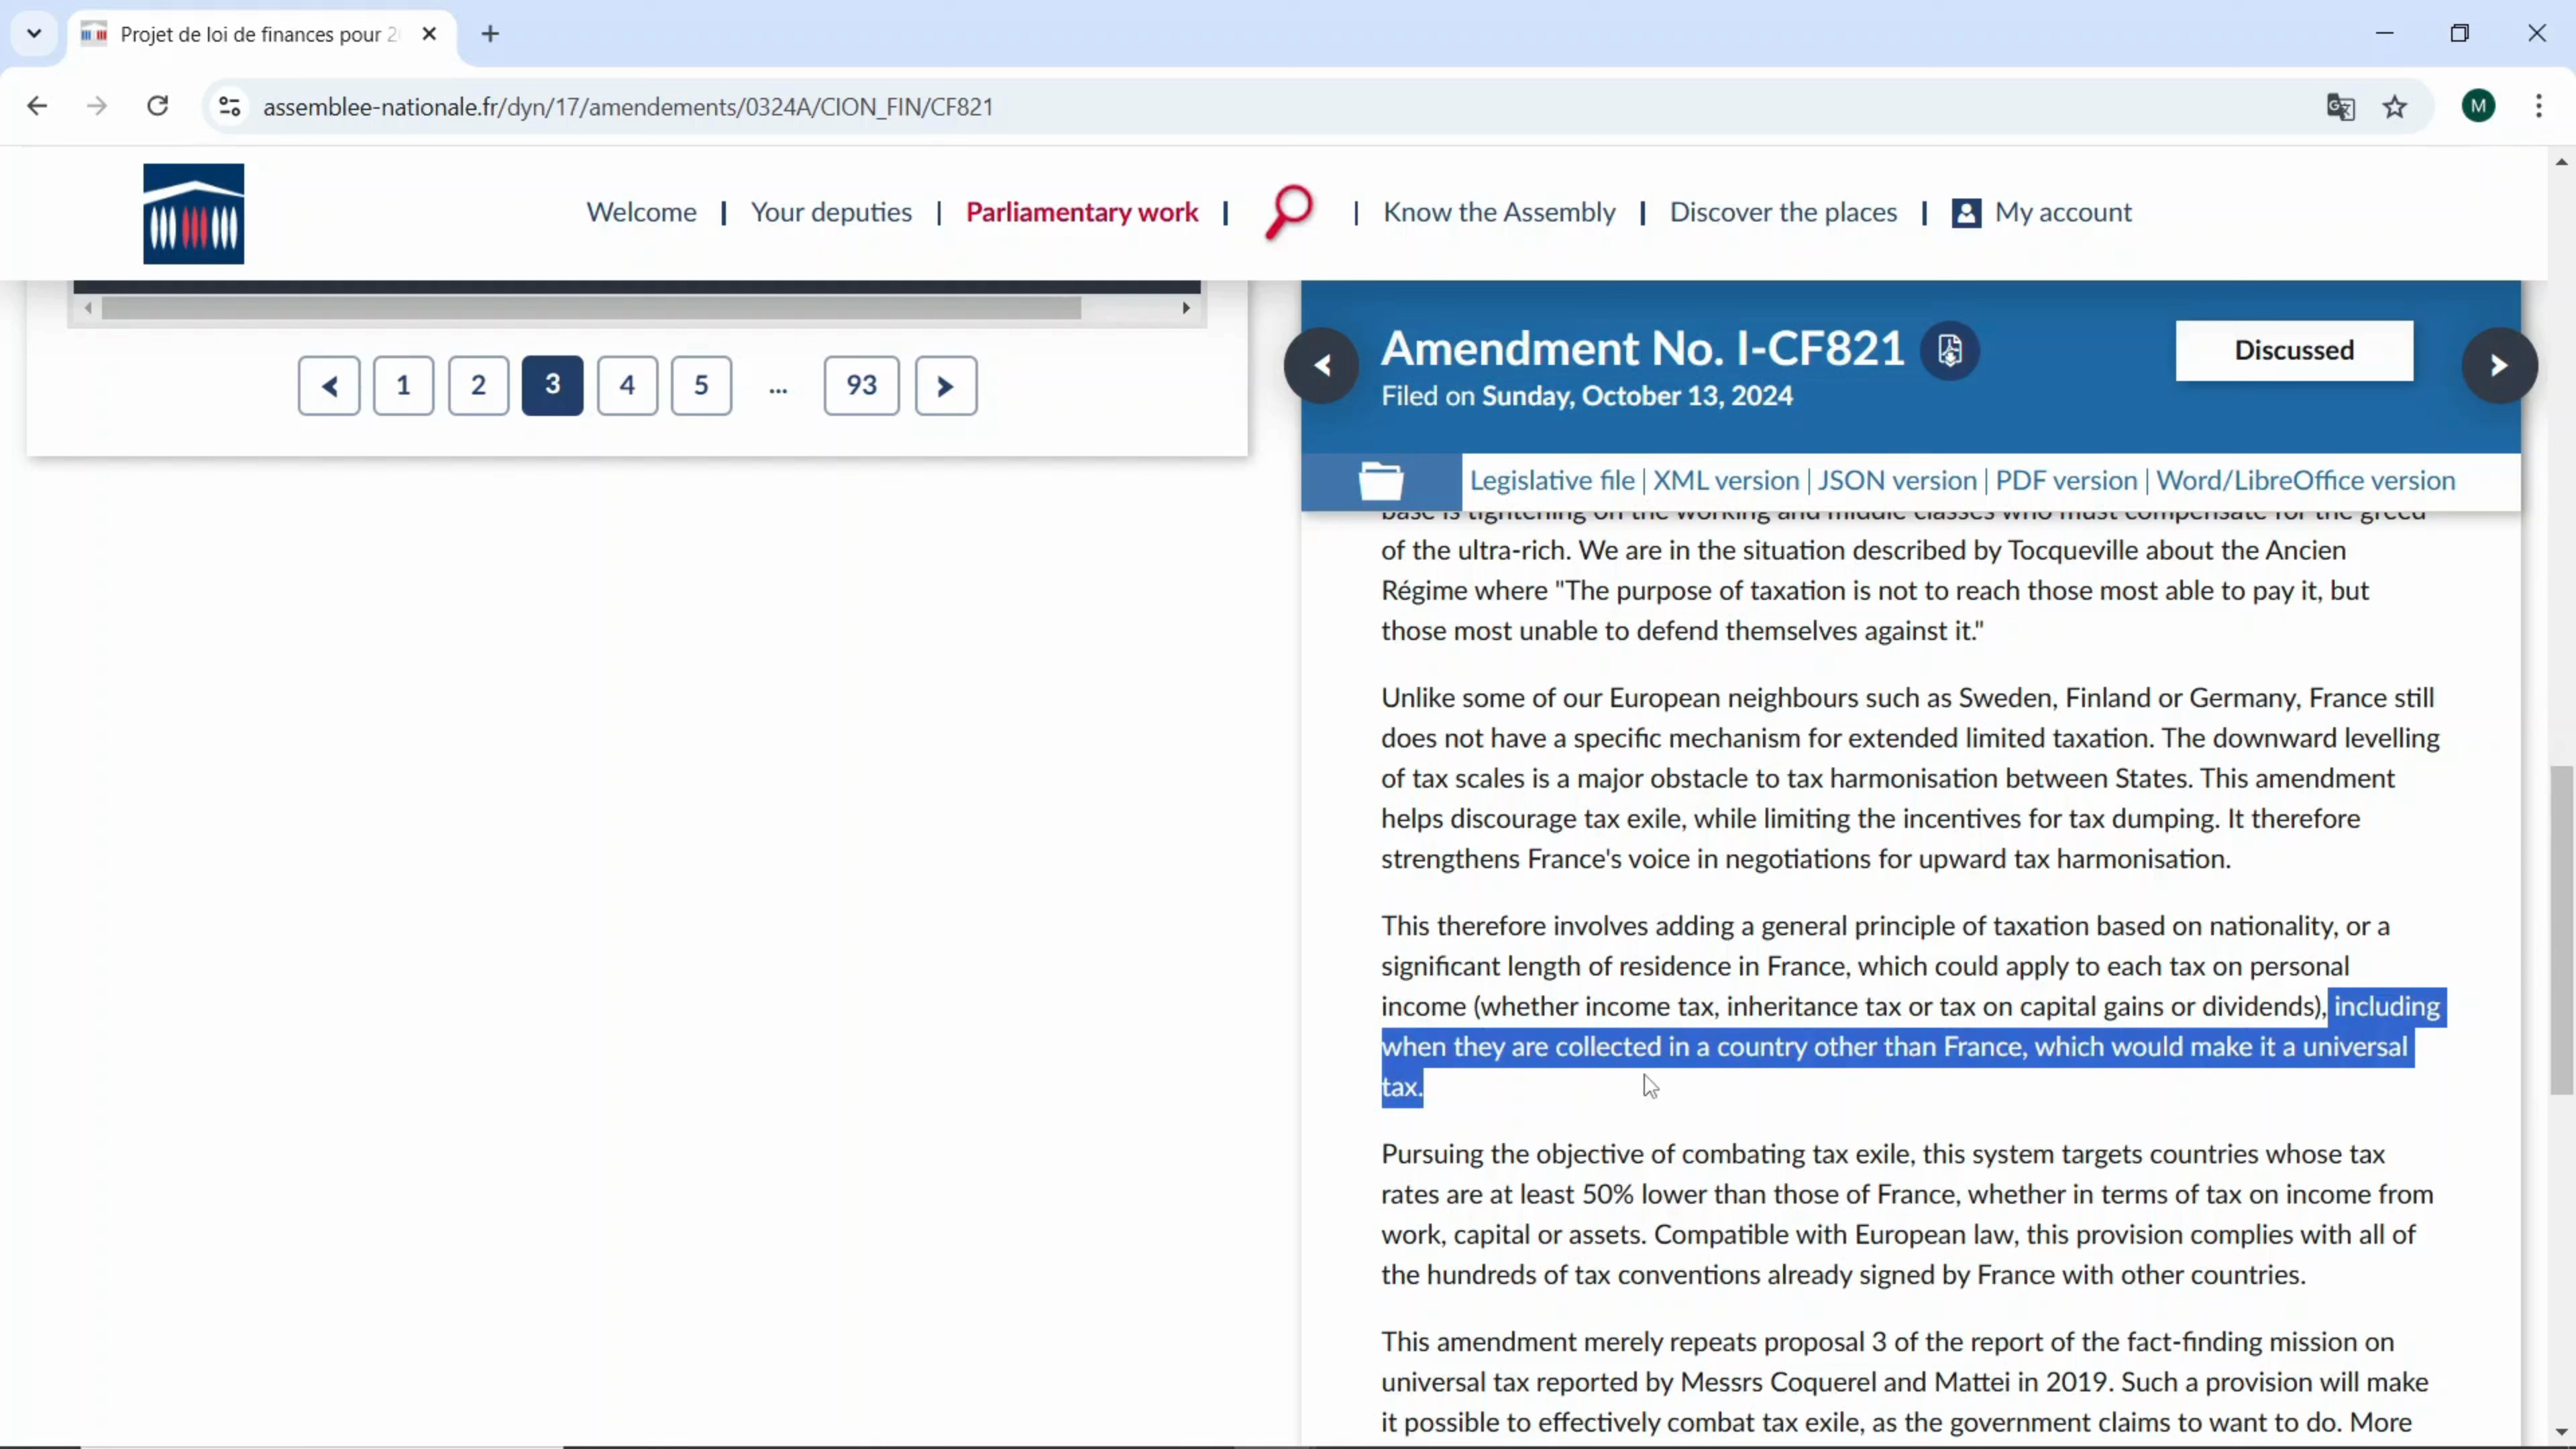 Projet de loi de finances pour 2
assemblee-nationale.fr/dyn/17/amendements/0324A/CION_FIN/CF821
M
Welcome | Your deputies | Parliamentary work | | Know the Assembly | Discover the places | My account
1 2 3 4 5 ... 93
Amendment No. I-CF821
Discussed
Filed on Sunday, October 13, 2024
Legislative file | XML version | JSON version | PDF version | Word/LibreOffice version
base is tightening on the working and middle classes who must compensate for the greed
of the ultra-rich. We are in the situation described by Tocqueville about the Ancien
Régime where "The purpose of taxation is not to reach those most able to pay it, but
those most unable to defend themselves against it."
Unlike some of our European neighbours such as Sweden, Finland or Germany, France still
does not have a specific mechanism for extended limited taxation. The downward levelling
of tax scales is a major obstacle to tax harmonisation between States. This amendment
helps discourage tax exile, while limiting the incentives for tax dumping. It therefore
strengthens France's voice in negotiations for upward tax harmonisation.
This therefore involves adding a general principle of taxation based on nationality, or a
significant length of residence in France, which could apply to each tax on personal
income (whether income tax, inheritance tax or tax on capital gains or dividends), including
when they are collected in a country other than France, which would make it a universal
tax.
Pursuing the objective of combating tax exile, this system targets countries whose tax
rates are at least 50% lower than those of France, whether in terms of tax on income from
work, capital or assets. Compatible with European law, this provision complies with all of
the hundreds of tax conventions already signed by France with other countries.
This amendment merely repeats proposal 3 of the report of the fact-finding mission on
universal tax reported by Messrs Coquerel and Mattei in 2019. Such a provision will make
it possible to effectively combat tax exile, as the government claims to want to do. More